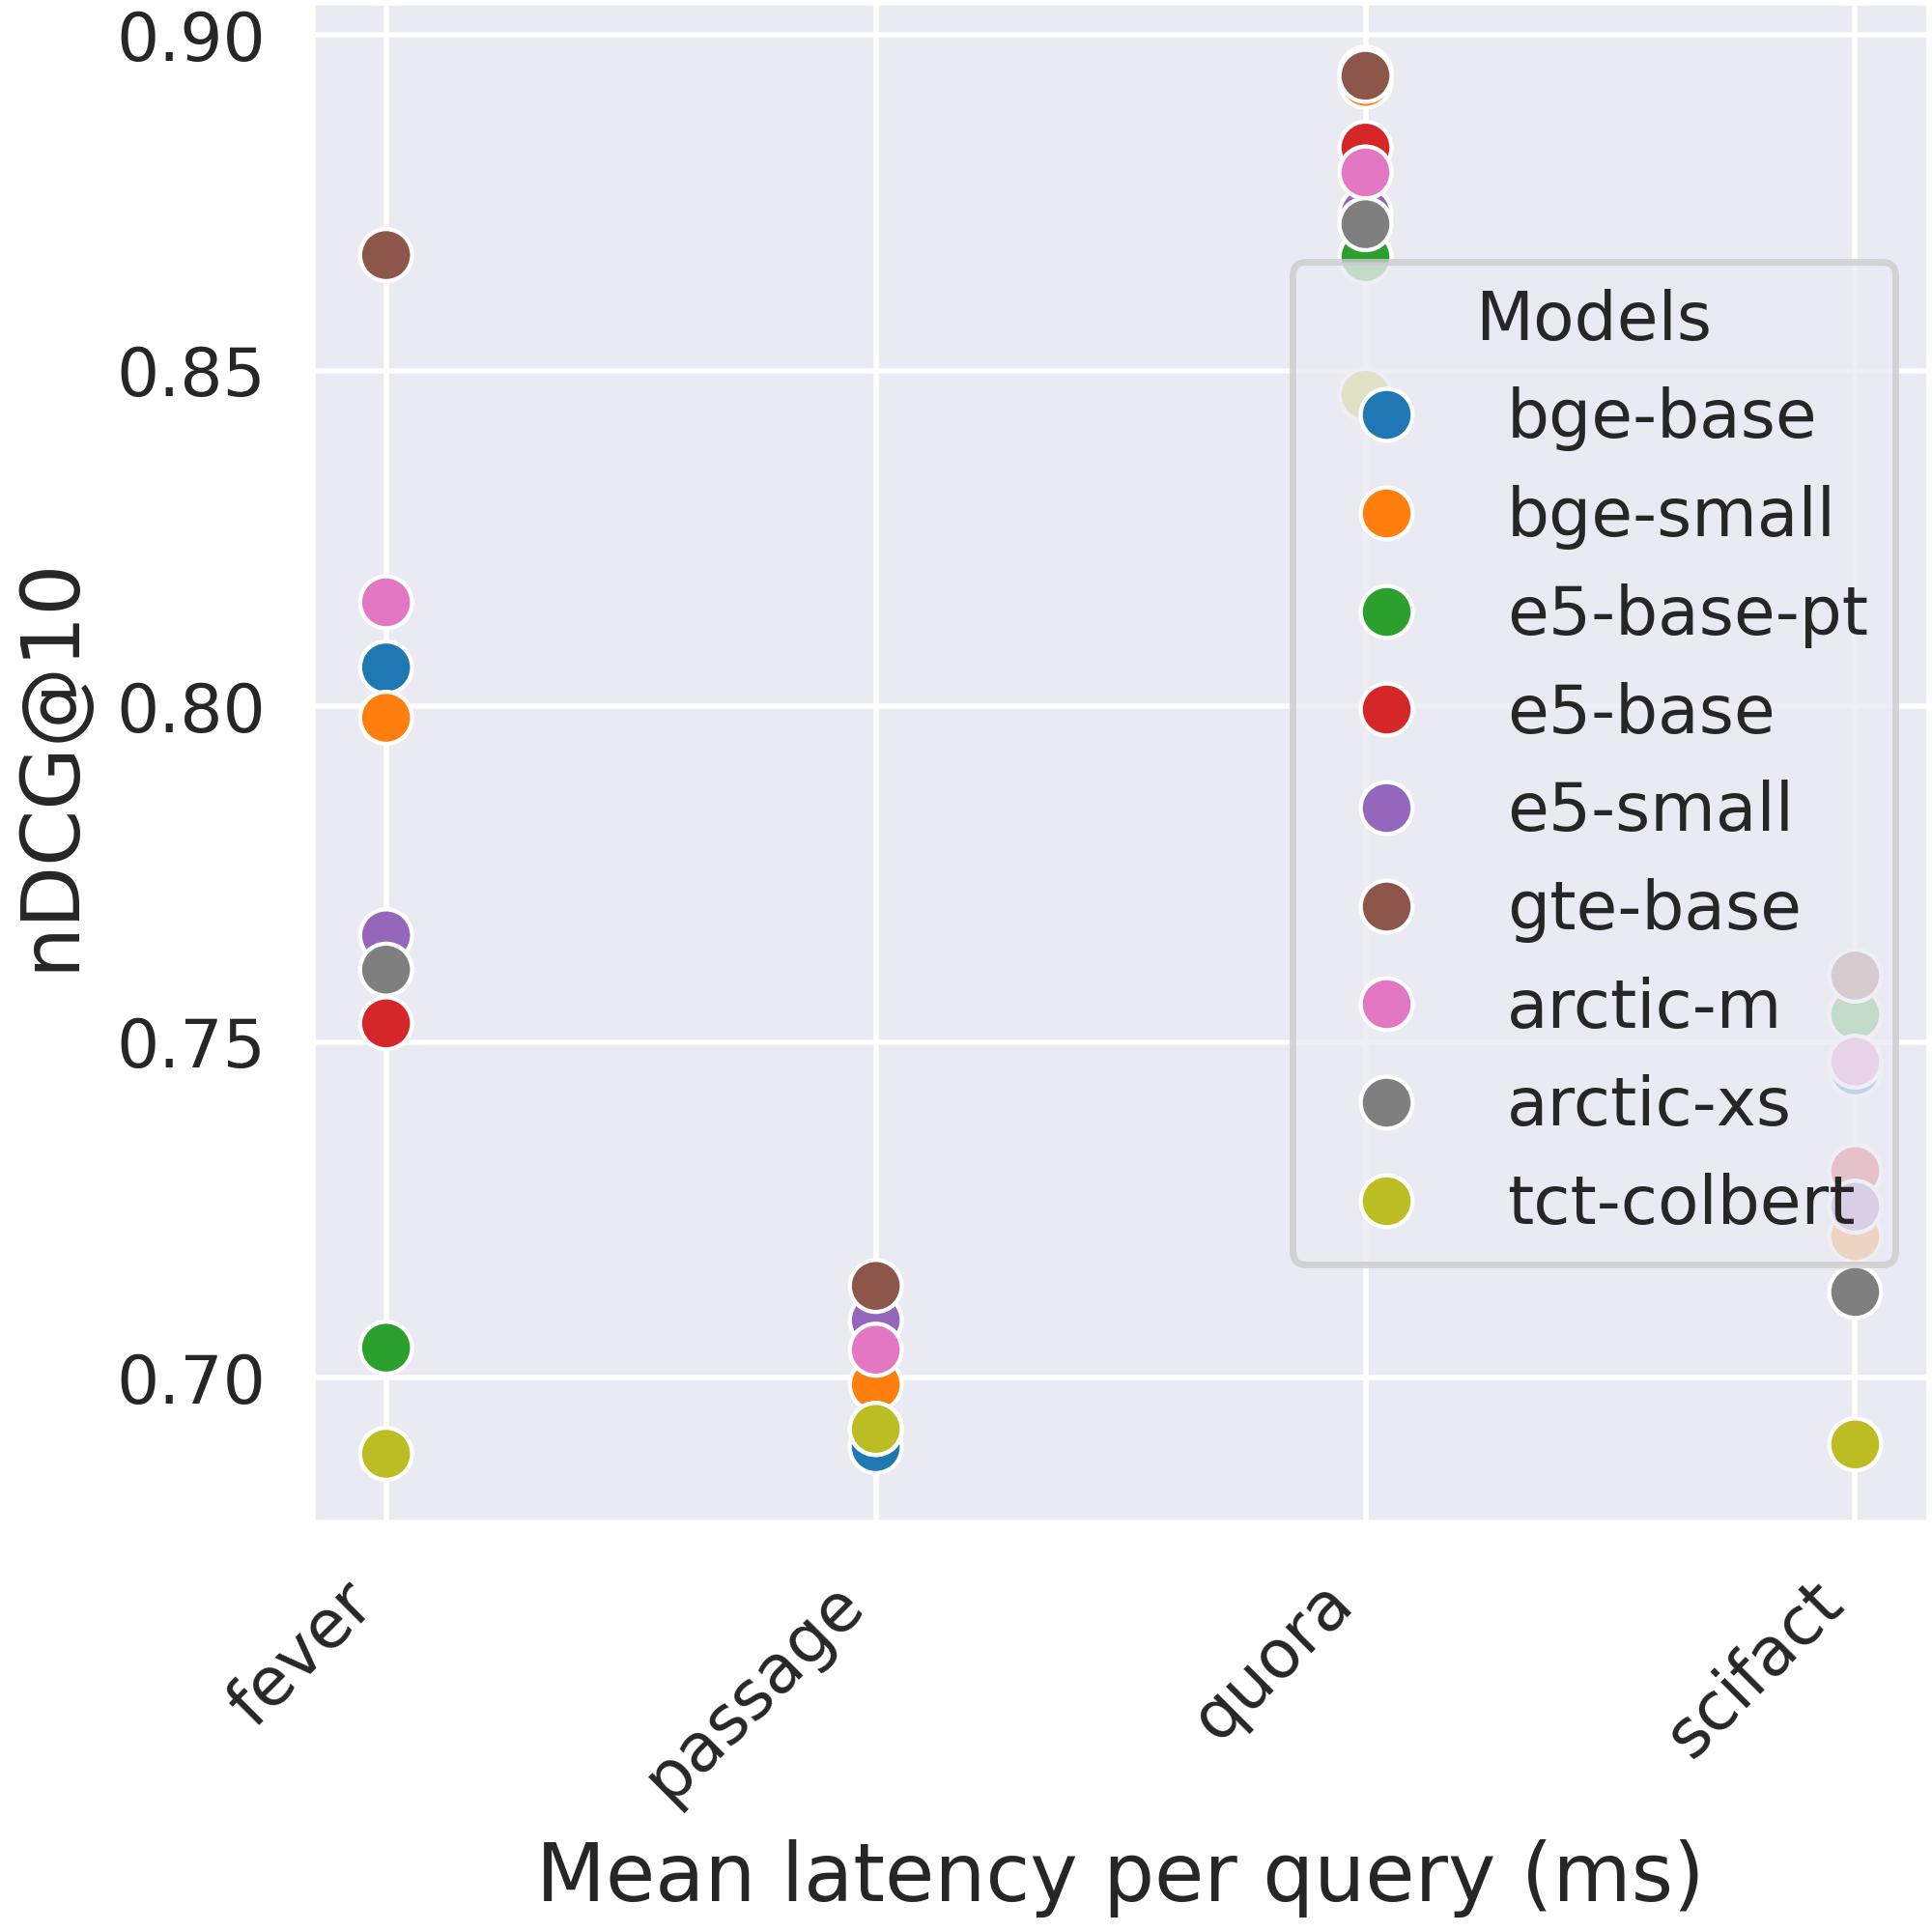 nDCG@10
0.90
0.85
0.80
0.75
0.70
Models
bge-base
bge-small
e5-base-pt
e5-base
e5-small
gte-base
arctic-m
arctic-xs
tct-colbert
fever
passage
quora
scifact
Mean latency per query (ms)